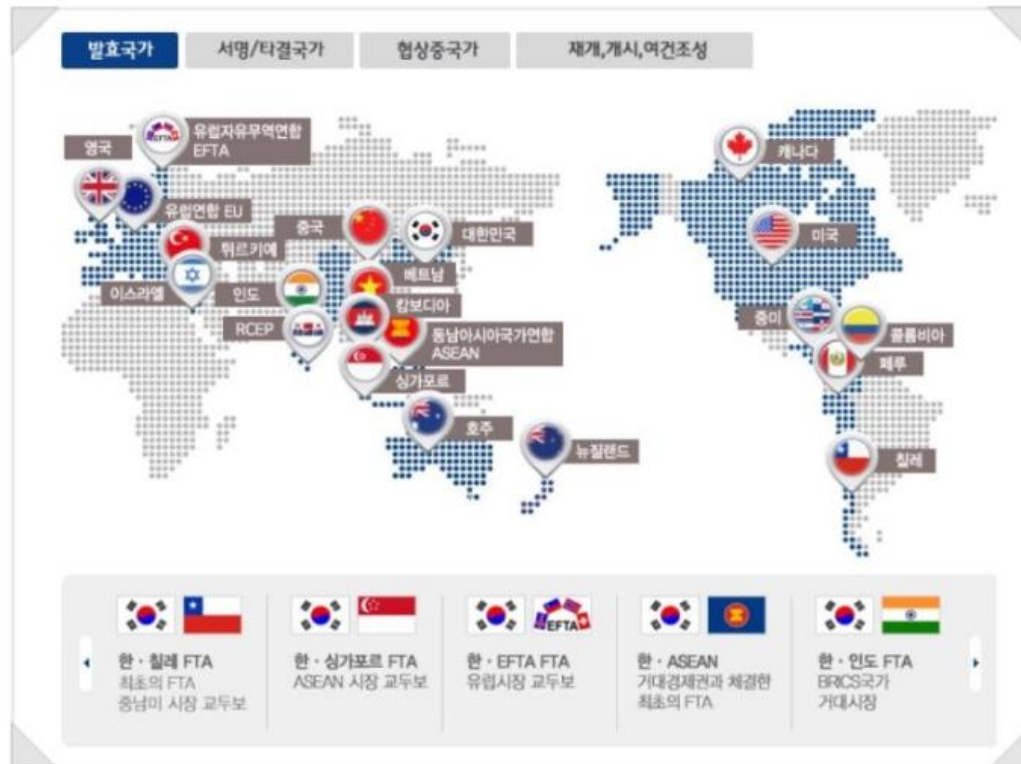 발효국가
서명/타결국가
협상중국가
재개,개시,여건조성
영국
EFTA
유럽자유무역연합
EFTA
유럽연합 EU
튀르키예
이스라엘
중국
대한민국
베트남
인도
캄보디아
RCEP
동남아시아국가연합
ASEAN
싱가포르
호주
뉴질랜드
캐나다
미국
중미
콜롬비아
페루
칠레
EFTA
한·칠레 FTA
최초의 FTA
중남미 시장 교두보
한·싱가포르 FTA
ASEAN 시장 교두보
한·EFTA FTA
유럽시장 교두보
한·ASEAN
거대경제권과 체결한
최초의 FTA
한·인도 FTA
BRICS국가
거대시장